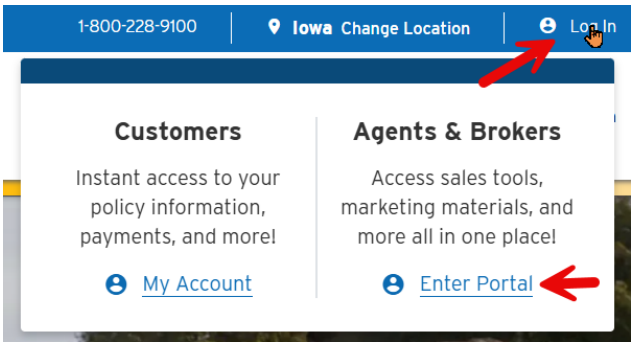 1-800-228-9100
Iowa Change Location
Log In
Customers
Instant access to your
policy information,
payments, and more!
My Account
Agents & Brokers
Access sales tools,
marketing materials, and
more all in one place!
Enter Portal